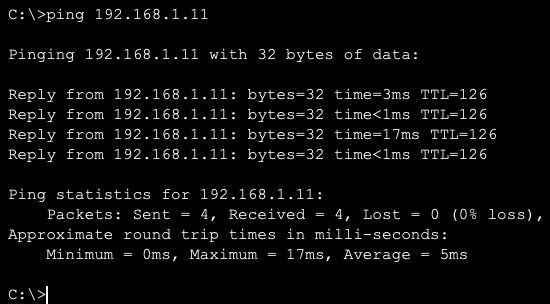 C:\>ping 192.168.1.11
Pinging 192.168.1.11 with 32 bytes of data:
Reply from 192.168.1.11: bytes=32 time=3ms TTL=126
Reply from 192.168.1.11: bytes=32 time<1ms TTL=126
Reply from 192.168.1.11: bytes=32 time=17ms TTL=126
Reply from 192.168.1.11: bytes=32 time<1ms TTL=126
Ping statistics for 192.168.1.11:
    Packets: Sent = 4, Received = 4, Lost = 0 (0% loss),
Approximate round trip times in milli-seconds:
    Minimum = 0ms, Maximum = 17ms, Average = 5ms
C:\>